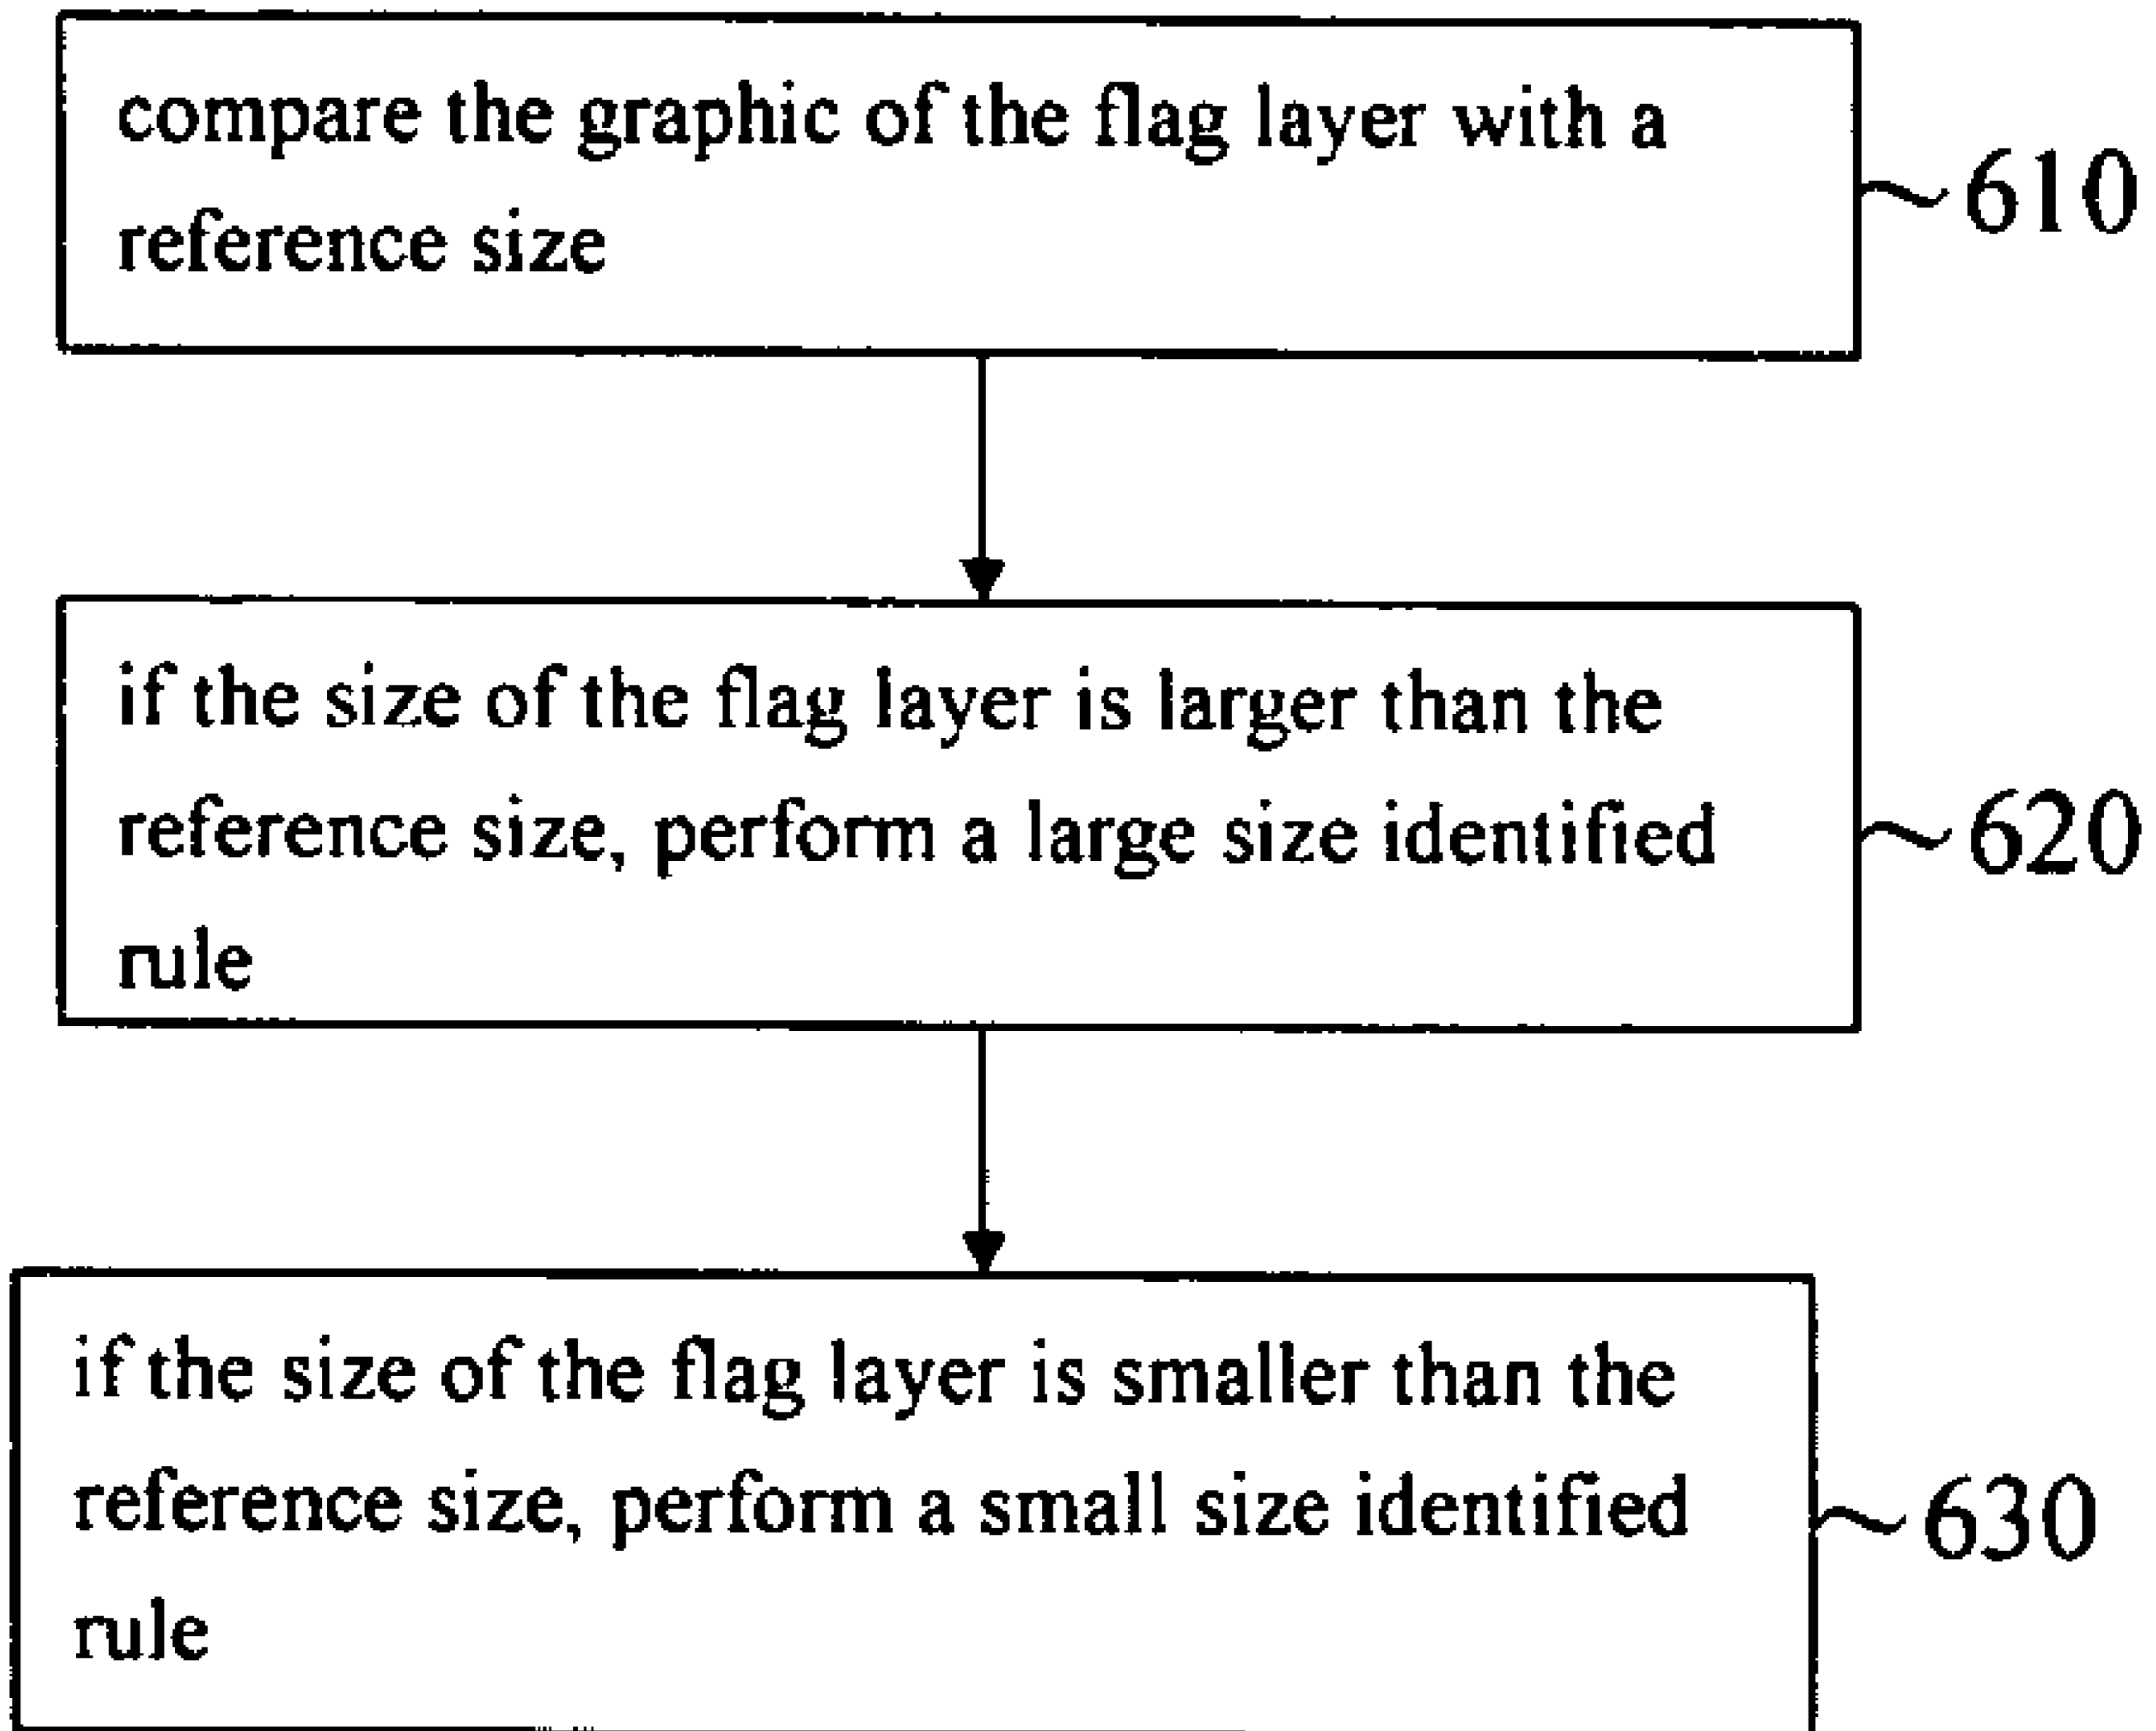 compare the graphic of the flag layer with a
reference size
610
if the size of the flag layer is larger than the
reference size, perform a large size identified
rule
620
if the size of the flag layer is smaller than the
reference size, perform a small size identified
rule
630